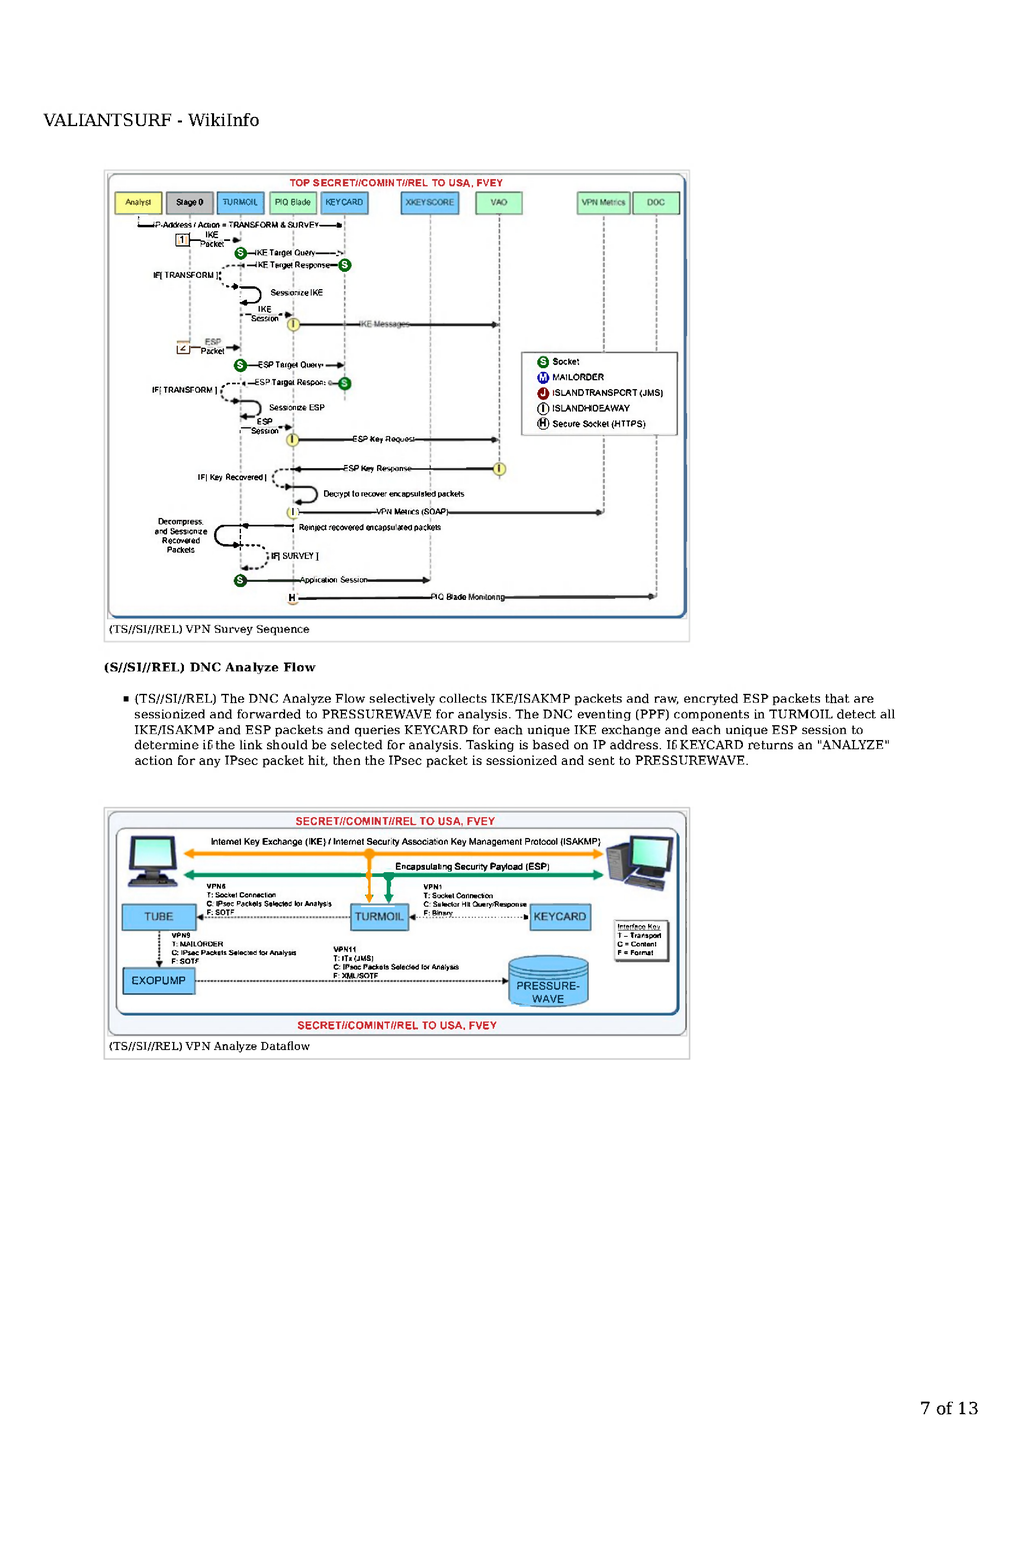 VALIANTSURF - WikiInfo
TOP SECRET//COMINT//REL TO USA, FVEY
Analyst
Stage 0
TURMOIL
PIQ Blade
KEYCARD
XKEYSCORE
VAO
VPN Metrics
DOC
IP-Address / Action = TRANSFORM & SURVEY
1
IKE
Packet
S
IKE Target Query
IKE Target Response
S
IF[ TRANSFORM ]
Sessionize IKE
IKE
Session
I
IKE Messages
2
ESP
Packet
S
ESP Target Query
ESP Target Respon
S
IF[ TRANSFORM ]
Sessionize ESP
ESP
Session
I
ESP Key Request
S Socket
M MAILORDER
J ISLANDTRANSPORT (JMS)
I ISLANDHIDEAWAY
H Secure Socket (HTTPS)
ESP Key Response
I
IF[ Key Recovered ]
Decrypt to recover encapsulated packets
I
VPN Metrics (SOAP)
Decompress,
and Sessionize
Recovered
Packets
Reinject recovered encapsulated packets
IF[ SURVEY ]
S
Application Session
H
PIQ Blade Monitoring
(TS//SI//REL) VPN Survey Sequence
(S//SI//REL) DNC Analyze Flow
▪ (TS//SI//REL) The DNC Analyze Flow selectively collects IKE/ISAKMP packets and raw, encryted ESP packets that are
sessionized and forwarded to PRESSUREWAVE for analysis. The DNC eventing (PPF) components in TURMOIL detect all
IKE/ISAKMP and ESP packets and queries KEYCARD for each unique IKE exchange and each unique ESP session to
determine if the link should be selected for analysis. Tasking is based on IP address. If KEYCARD returns an "ANALYZE"
action for any IPsec packet hit, then the IPsec packet is sessionized and sent to PRESSUREWAVE.
SECRET//COMINT//REL TO USA, FVEY
Internet Key Exchange (IKE) / Internet Security Association Key Management Protocol (ISAKMP)
Encapsulating Security Payload (ESP)
VPN6
T: Socket Connection
C: IPsec Packets Selected for Analysis
F: SOTF
VPN1
T: Socket Connection
C: Selector Hit Query/Response
F: Binary
TUBE
TURMOIL
KEYCARD
Interface Key
T = Transport
C = Content
F = Format
VPN9
T: MAILORDER
C: IPsec Packets Selected for Analysis
F: SOTF
VPN11
T: ITx (JMS)
C: IPsec Packets Selected for Analysis
F: XML/SOTF
EXOPUMP
PRESSURE-
WAVE
SECRET//COMINT//REL TO USA, FVEY
(TS//SI//REL) VPN Analyze Dataflow
7 of 13